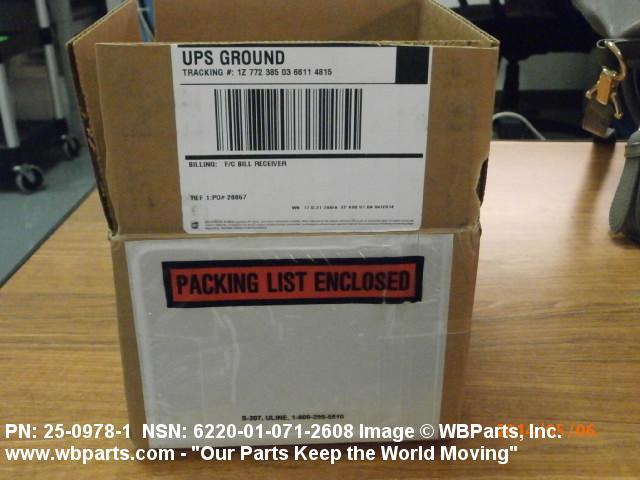 UPS GROUND
TRACKING #: 1Z 772 385 03 6611 4815
BILLING: F/C BILL RECEIVER
REF 1:PO# 28867
PACKING LIST ENCLOSED
S-307, ULINE, 1-800-295-5510
PN: 25-0978-1 NSN: 6220-01-071-2608 Image © WBParts, Inc.
www.wbparts.com - "Our Parts Keep the World Moving"